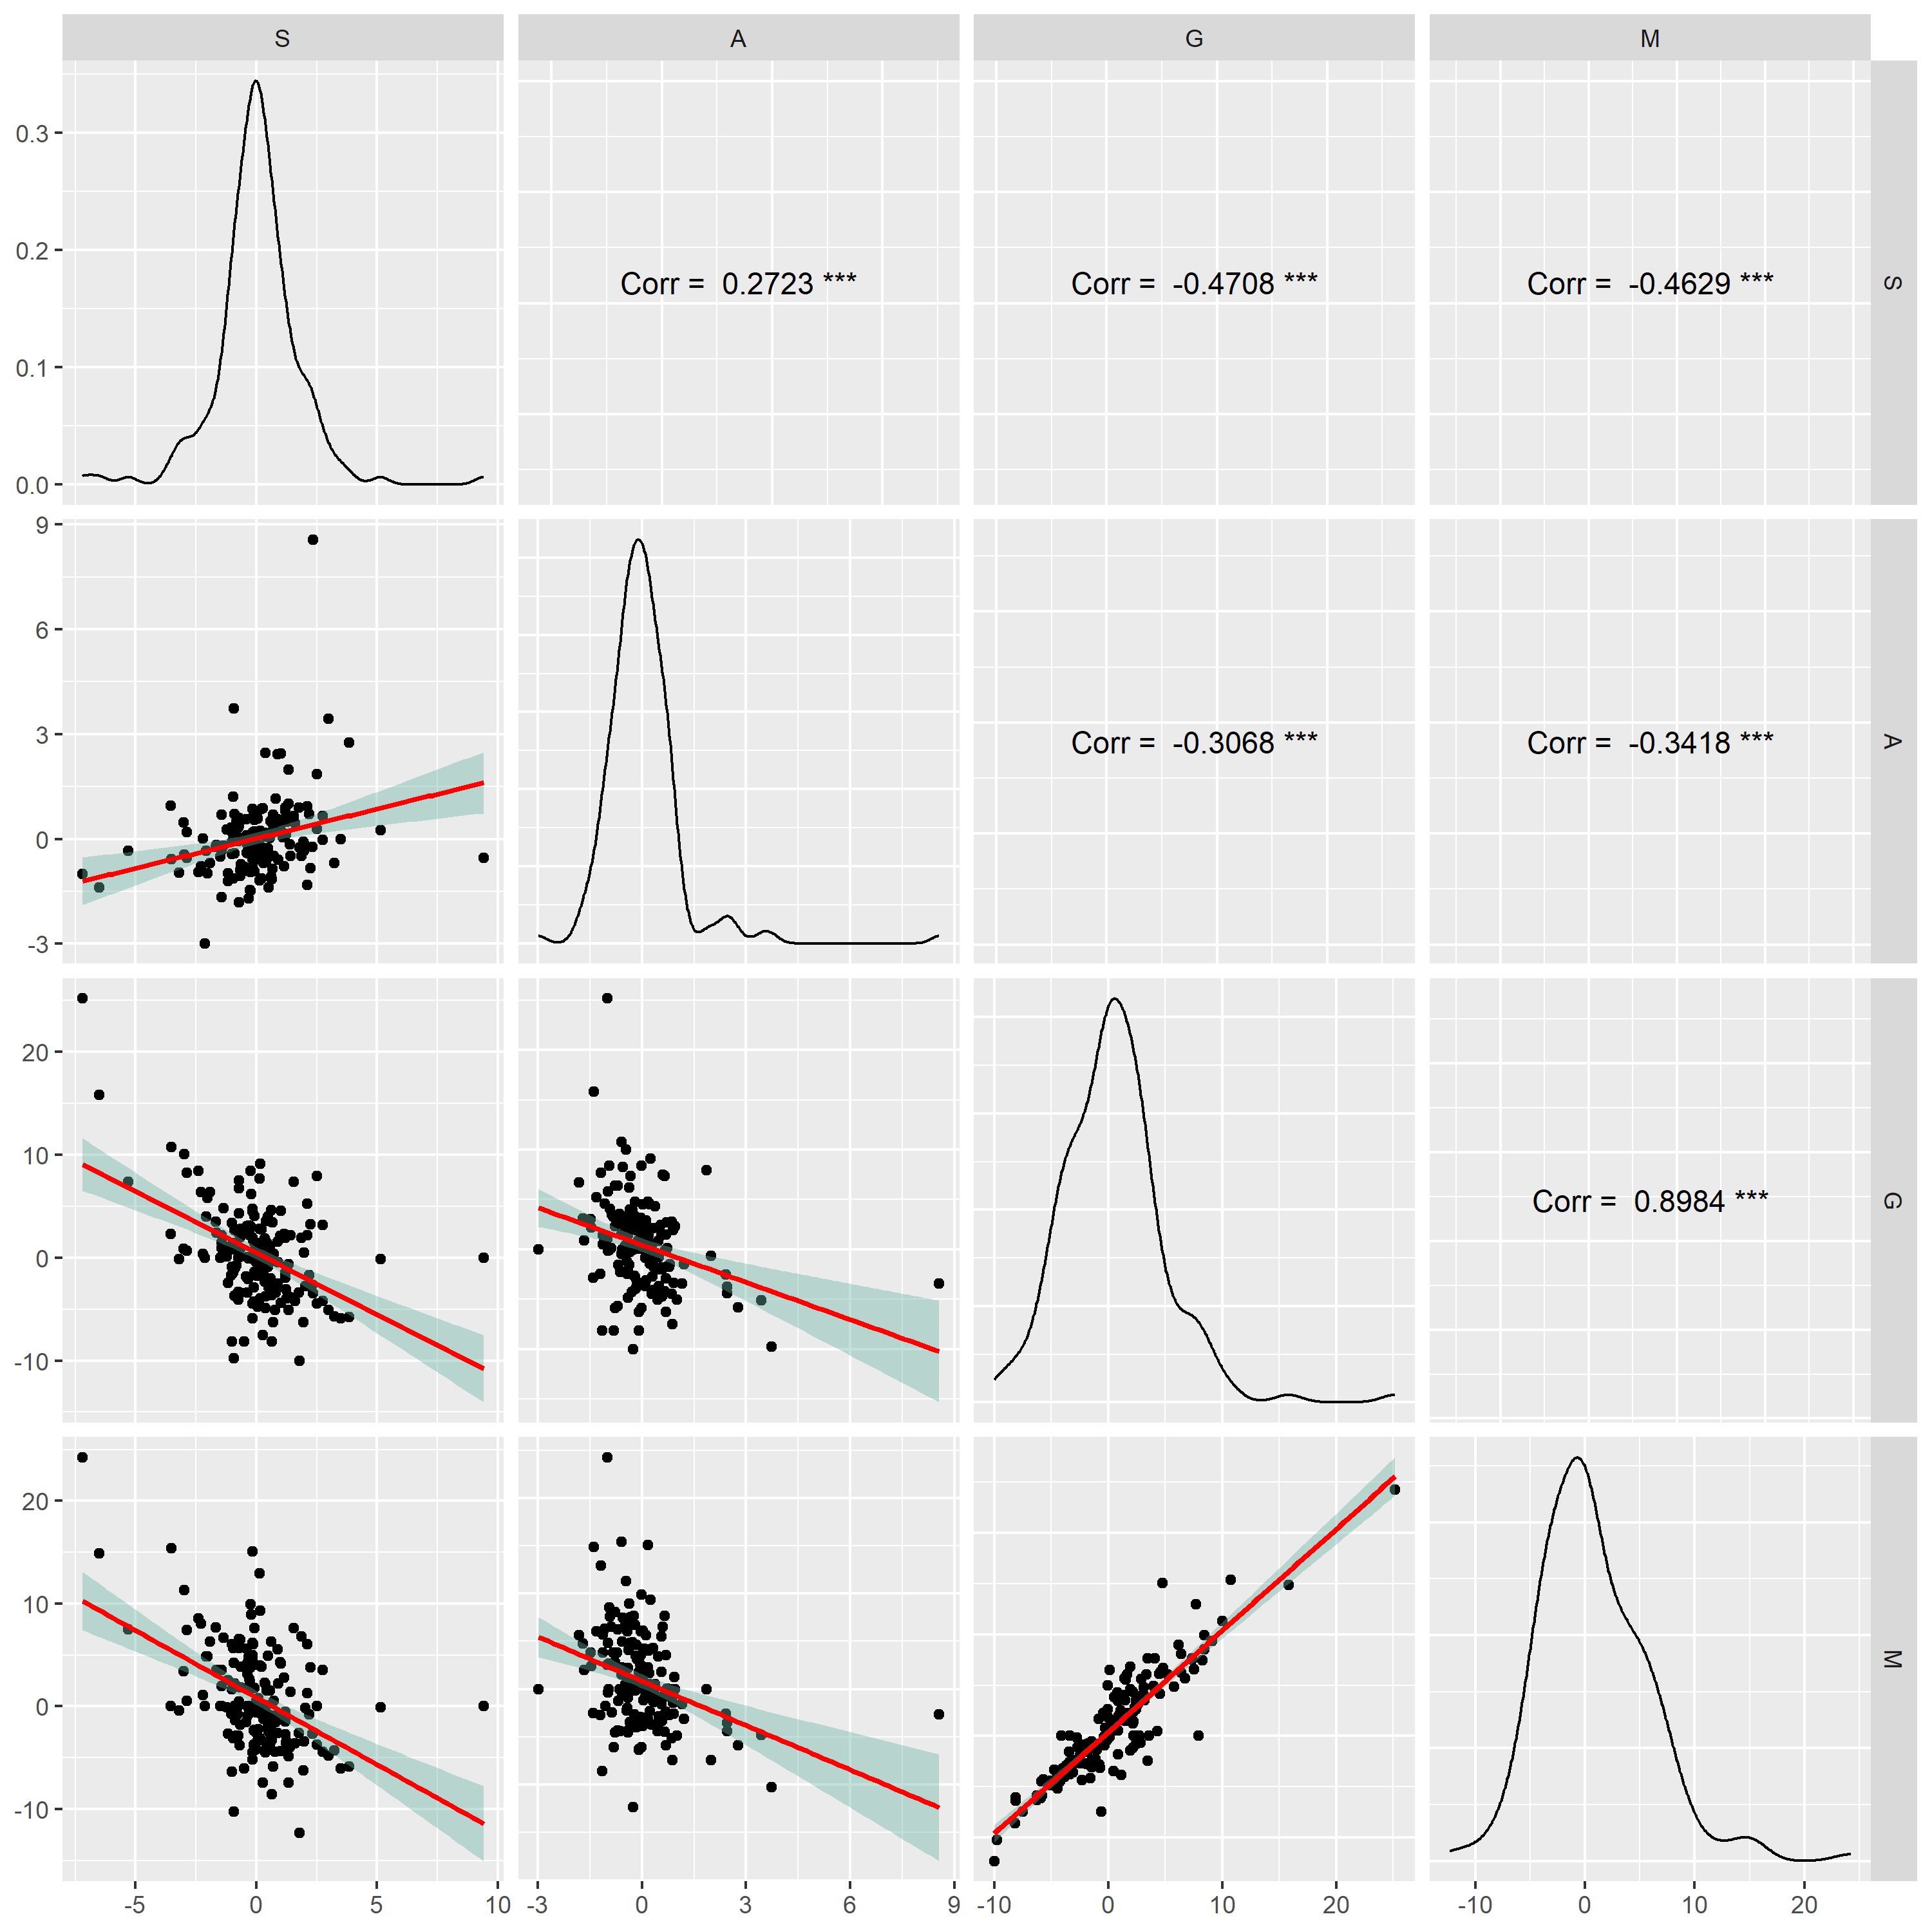 S A G M
0.3
0.2
0.1
0.0
Corr = 0.2723 *** Corr = -0.4708 *** Corr = -0.4629 ***
S
9
6
3
0
-3
Corr = -0.3068 *** Corr = -0.3418 ***
A
20
10
0
-10
Corr = 0.8984 ***
G
20
10
0
-10
M
-5 0 5 10 -3 0 3 6 9 -10 0 10 20 -10 0 10 20